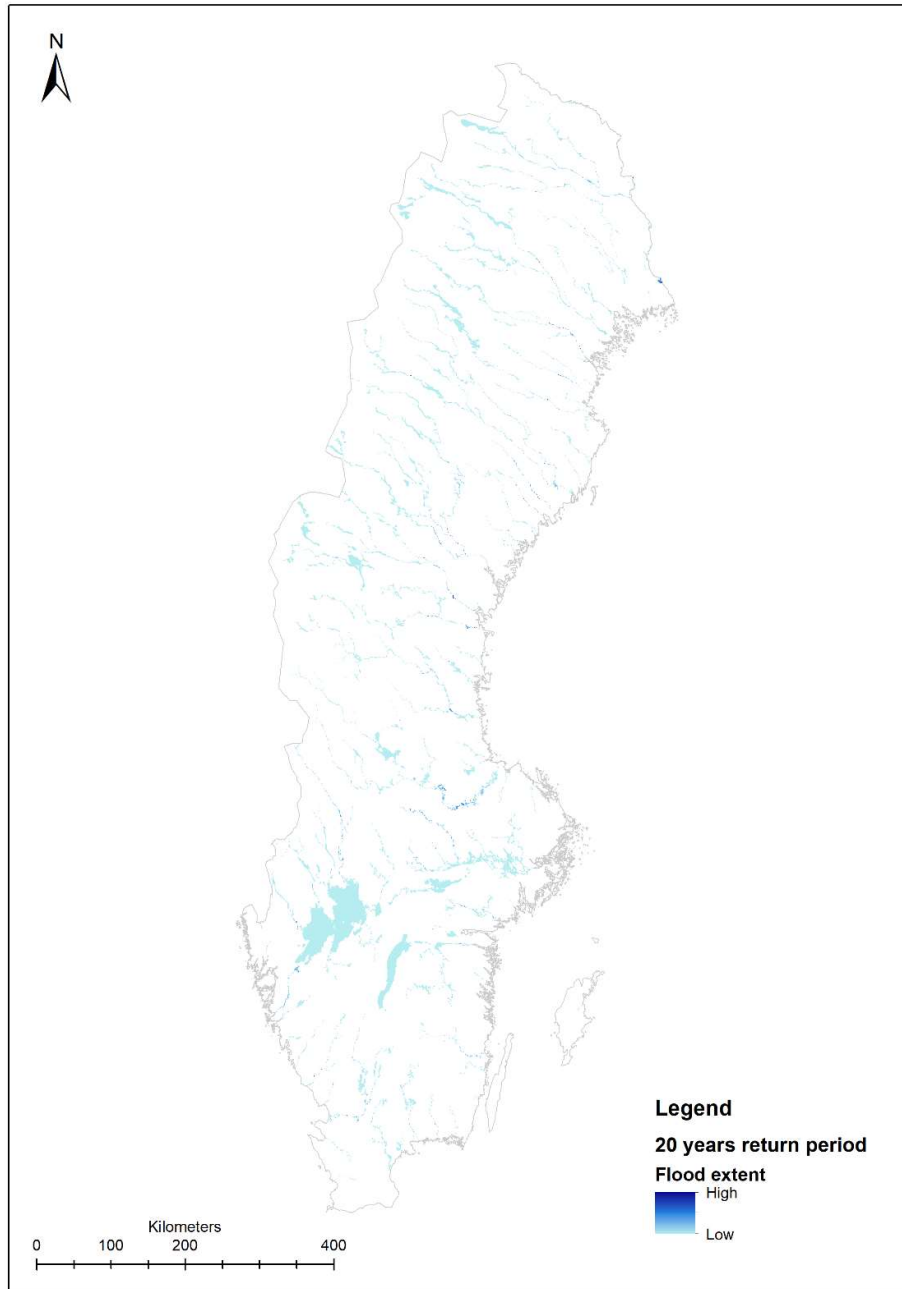 N
Legend
20 years return period
Flood extent
High
Low
Kilometers
0 100 200 400